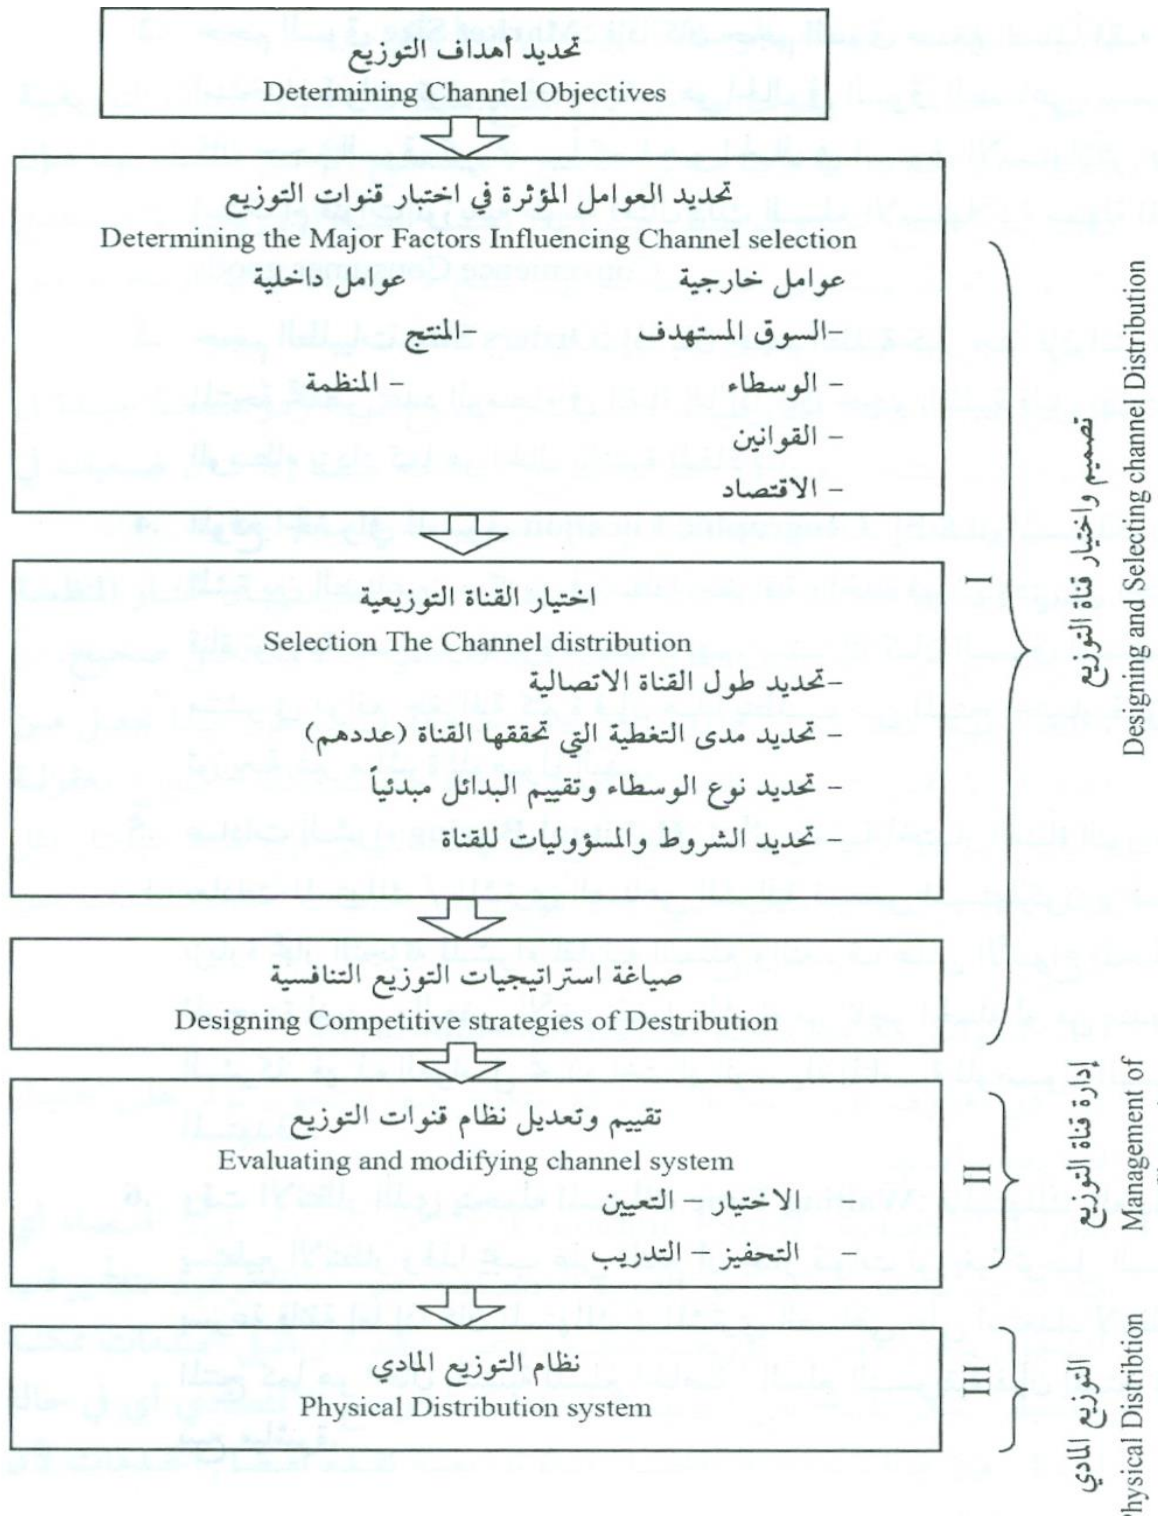 تحديد أهداف التوزيع
Determining Channel Objectives
تحديد العوامل المؤثرة في اختبار قنوات التوزيع
Determining the Major Factors Influencing Channel selection
عوامل خارجية عوامل داخلية
-السوق المستهدف -المنتج
- الوسطاء - المنظمة
- القوانين
- الاقتصاد
اختيار القناة التوزيعية
Selection The Channel distribution
-تحديد طول القناة الاتصالية
- تحديد مدى التغطية التي تحققها القناة (عددهم)
- تحديد نوع الوسطاء وتقييم البدائل مبدئياً
- تحديد الشروط والمسؤوليات للقناة
صياغة استراتيجيات التوزيع التنافسية
Designing Competitive strategies of Destribution
I
تصميم واختيار قناة التوزيع
Designing and Selecting channel Distribution
تقييم وتعديل نظام قنوات التوزيع
Evaluating and modifying channel system
الاختيار – التعيين
- التحفيز – التدريب
II
إدارة قناة التوزيع
Management of
نظام التوزيع المادي
Physical Distribution system
III
التوزيع المادي
Physical Distribtion